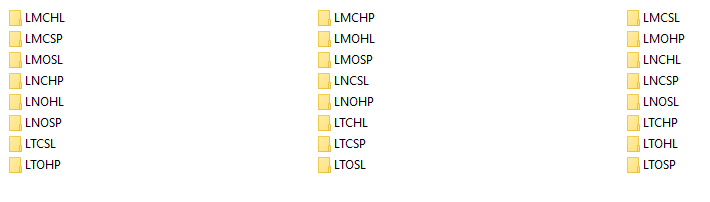 LMCHL LMCHP LMCSL
LMCSP LMOHL LMOHP
LMOSL LMOSP LNCHL
LNCHP LNCSL LNCSP
LNOHL LNOHP LNOSL
LNOSP LTCHL LTCHP
LTCSL LTCSP LTOHL
LTOHP LTOSL LTOSP